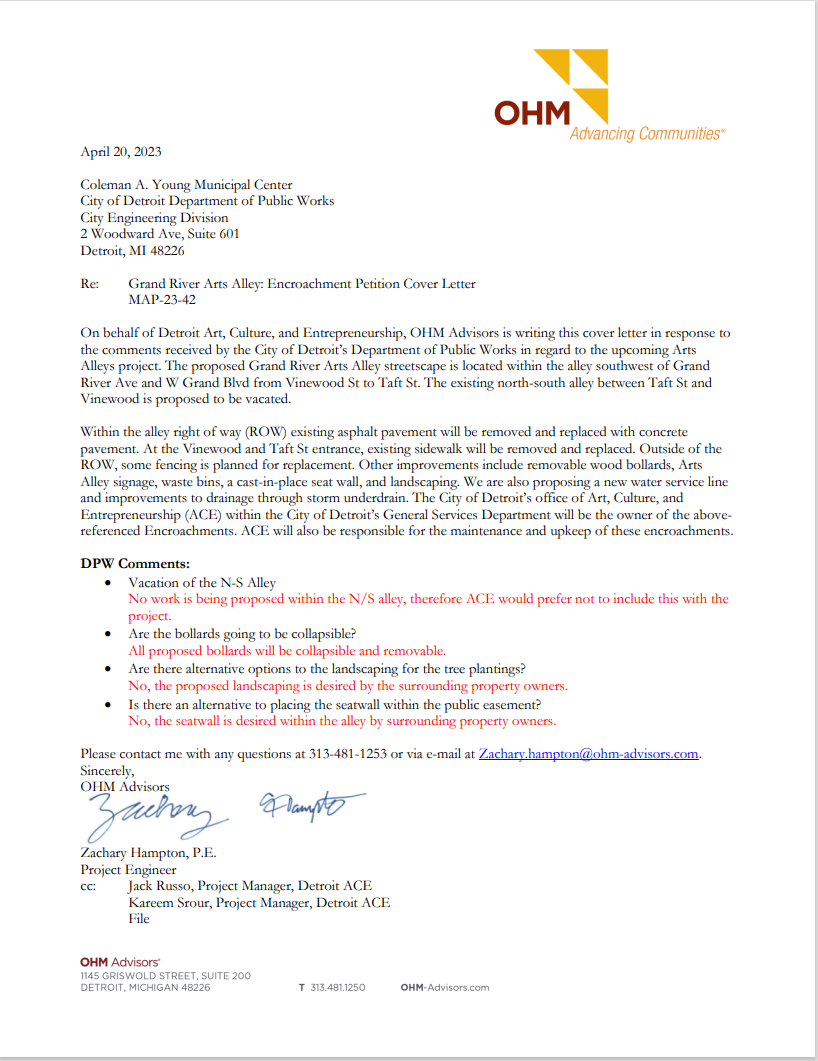 OHM
Advancing Communities®
April 20, 2023
Coleman A. Young Municipal Center
City of Detroit Department of Public Works
City Engineering Division
2 Woodward Ave, Suite 601
Detroit, MI 48226
Re: Grand River Arts Alley: Encroachment Petition Cover Letter
MAP-23-42
On behalf of Detroit Art, Culture, and Entrepreneurship, OHM Advisors is writing this cover letter in response to
the comments received by the City of Detroit's Department of Public Works in regard to the upcoming Arts
Alleys project. The proposed Grand River Arts Alley streetscape is located within the alley southwest of Grand
River Ave and W Grand Blvd from Vinewood St to Taft St. The existing north-south alley between Taft St and
Vinewood is proposed to be vacated.
Within the alley right of way (ROW) existing asphalt pavement will be removed and replaced with concrete
pavement. At the Vinewood and Taft St entrance, existing sidewalk will be removed and replaced. Outside of the
ROW, some fencing is planned for replacement. Other improvements include removable wood bollards, Arts
Alley signage, waste bins, a cast-in-place seat wall, and landscaping. We are also proposing a new water service line
and improvements to drainage through storm underdrain. The City of Detroit's office of Art, Culture, and
Entrepreneurship (ACE) within the City of Detroit's General Services Department will be the owner of the above-
referenced Encroachments. ACE will also be responsible for the maintenance and upkeep of these encroachments.
DPW Comments:
• Vacation of the N-S Alley
No work is being proposed within the N/S alley, therefore ACE would prefer not to include this with the
project.
• Are the bollards going to be collapsible?
All proposed bollards will be collapsible and removable.
• Are there alternative options to the landscaping for the tree plantings?
No, the proposed landscaping is desired by the surrounding property owners.
• Is there an alternative to placing the seatwall within the public easement?
No, the seatwall is desired within the alley by surrounding property owners.
Please contact me with any questions at 313-481-1253 or via e-mail at Zachary.hampton@ohm-advisors.com.
Sincerely,
OHM Advisors
Zachary Hampton
Zachary Hampton, P.E.
Project Engineer
cc: Jack Russo, Project Manager, Detroit ACE
Kareem Srour, Project Manager, Detroit ACE
File
OHM Advisors®
1145 GRISWOLD STREET, SUITE 200
DETROIT, MICHIGAN 48226 T 313.481.1250 OHM-Advisors.com